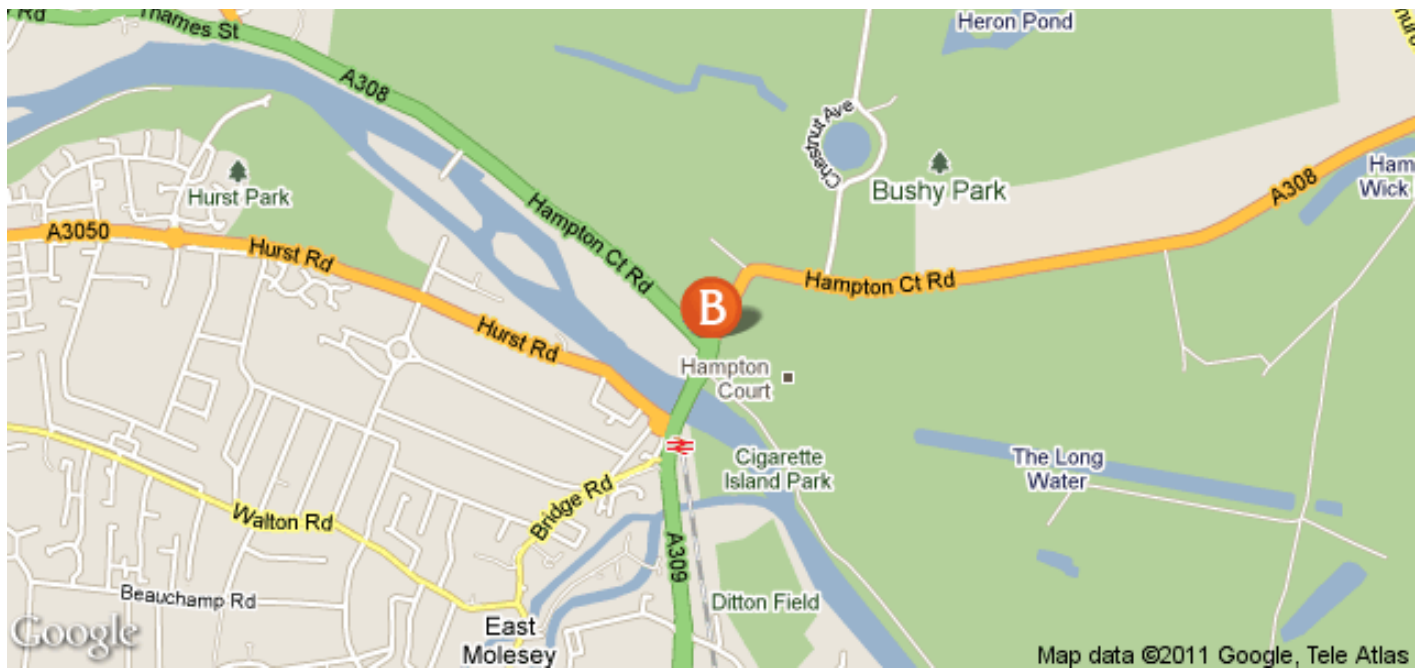 Rd
Thames St
Heron Pond
A308
Chestnut Ave
Bushy Park
Ham
Wick
A308
Hurst Park
A3050
Hurst Rd
Hampton Ct Rd
Hampton Ct Rd
B
Hurst Rd
Hampton
Court
Cigarette
Island Park
The Long
Water
Bridge Rd
Walton Rd
A309
Beauchamp Rd
Ditton Field
East
Molesey
Google
Map data ©2011 Google, Tele Atlas